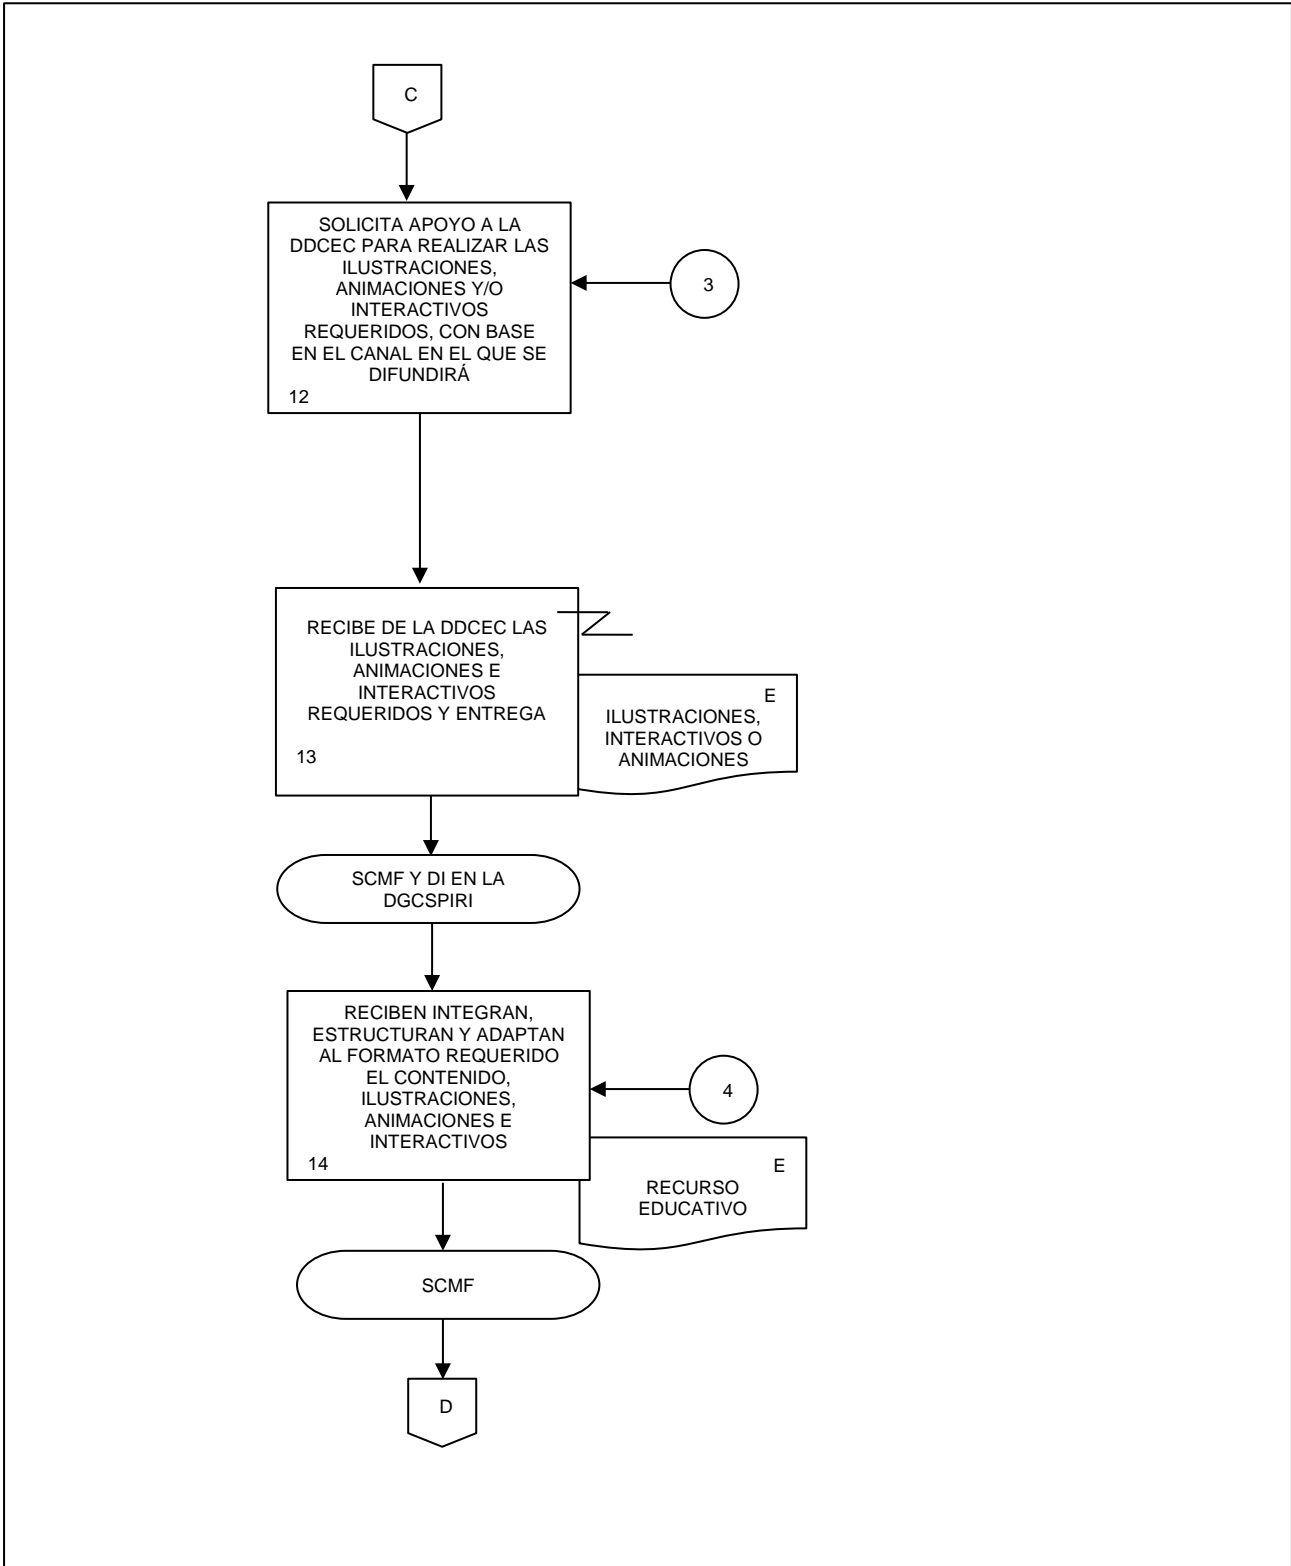 C
SOLICITA APOYO A LA
DDCEC PARA REALIZAR LAS
ILUSTRACIONES,
ANIMACIONES Y/O
INTERACTIVOS
REQUERIDOS, CON BASE
EN EL CANAL EN EL QUE SE
DIFUNDIRÁ
12
3
RECIBE DE LA DDCEC LAS
ILUSTRACIONES,
ANIMACIONES E
INTERACTIVOS
REQUERIDOS Y ENTREGA
13
E
ILUSTRACIONES,
INTERACTIVOS O
ANIMACIONES
SCMF Y DI EN LA
DGCSPIRI
RECIBEN INTEGRAN,
ESTRUCTURAN Y ADAPTAN
AL FORMATO REQUERIDO
EL CONTENIDO,
ILUSTRACIONES,
ANIMACIONES E
INTERACTIVOS
14
4
E
RECURSO
EDUCATIVO
SCMF
D